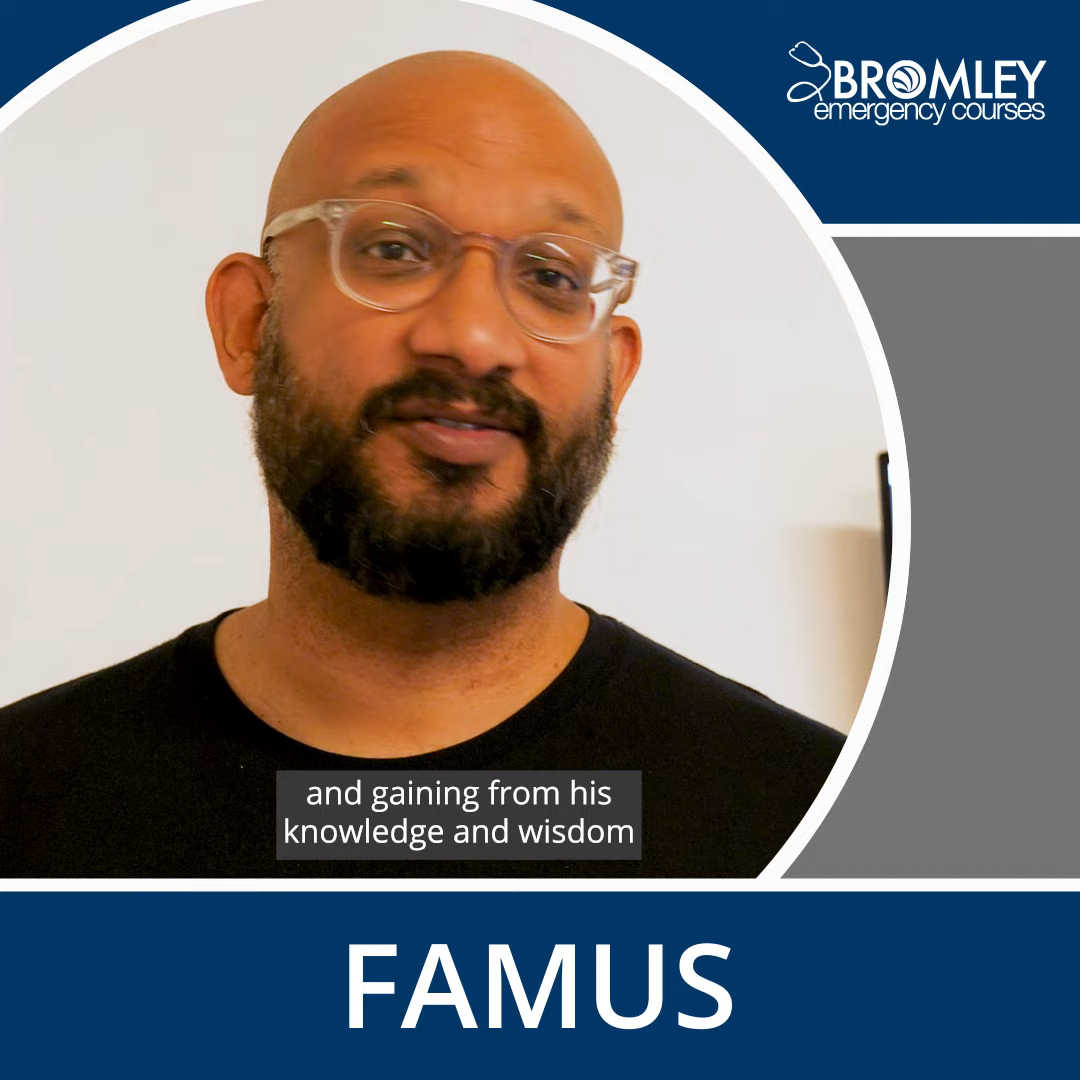 BROMLEY
emergency courses
and gaining from his
knowledge and wisdom
FAMUS